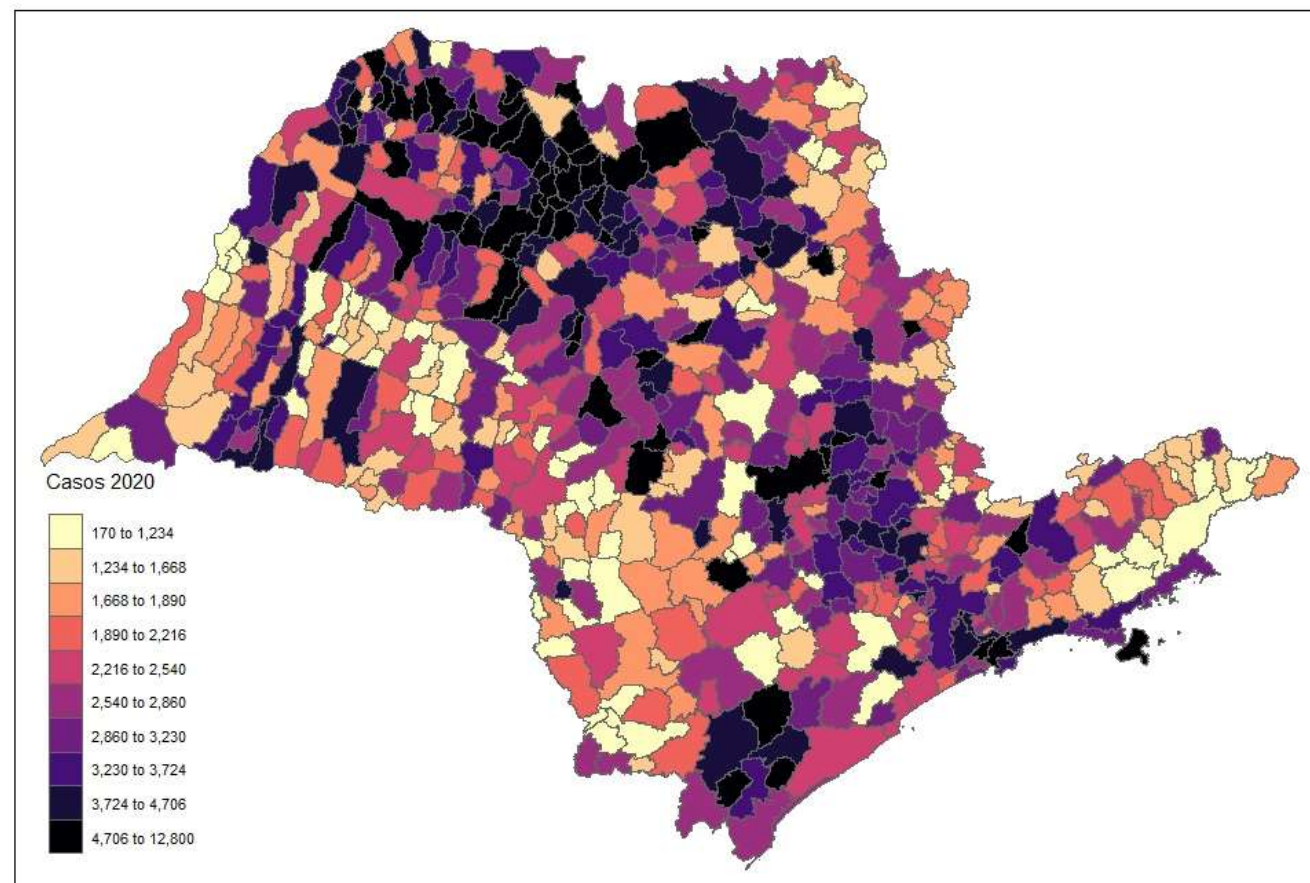 Casos 2020
170 to 1,234
1,234 to 1,668
1,668 to 1,890
1,890 to 2,216
2,216 to 2,540
2,540 to 2,860
2,860 to 3,230
3,230 to 3,724
3,724 to 4,706
4,706 to 12,800